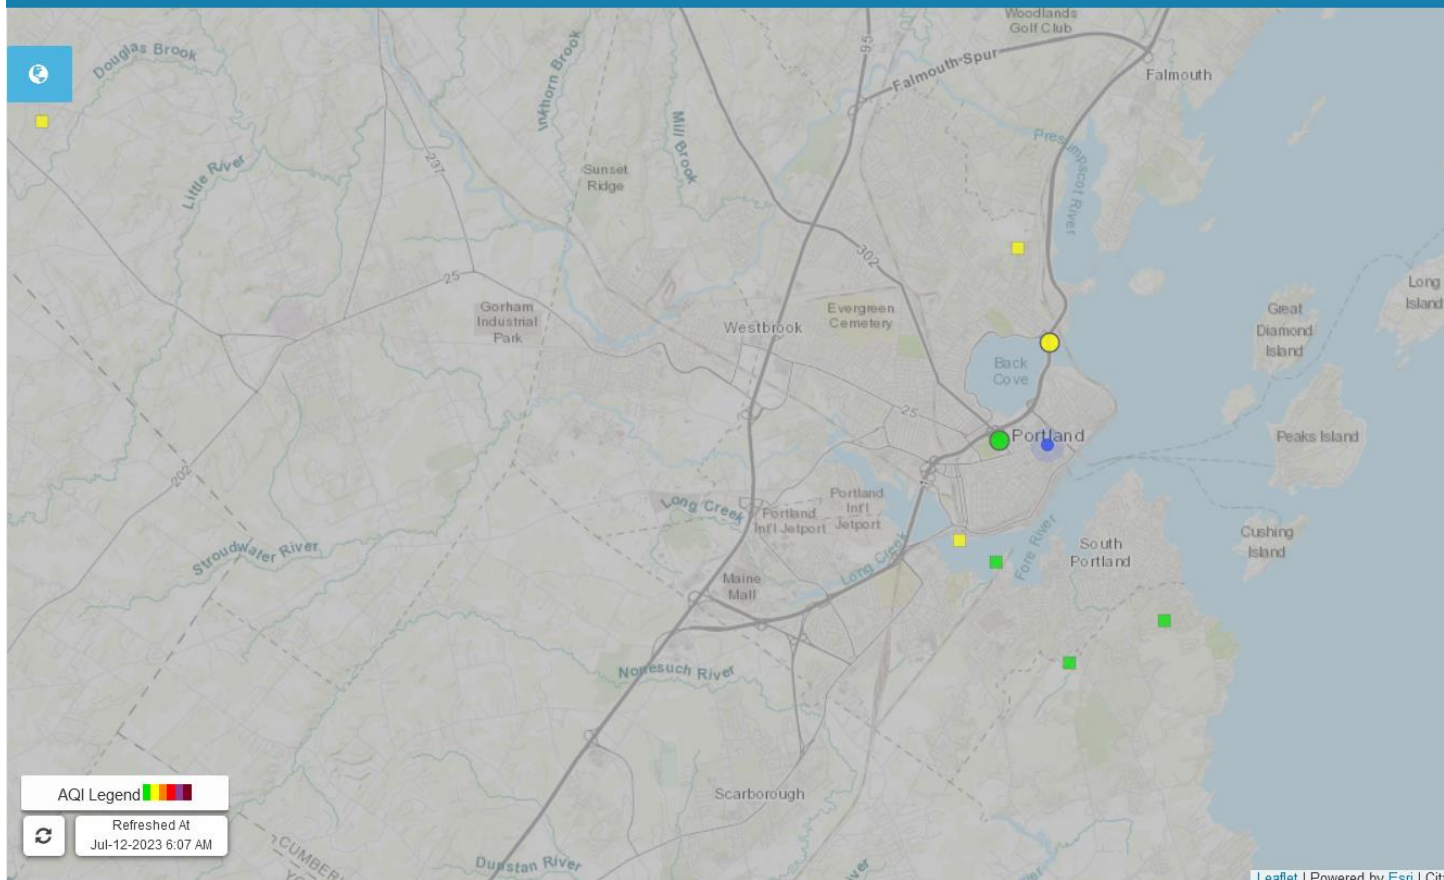 Woodlands
Golf Club
Douglas Brook
Inkhorn Brook
95
Falmouth Spur
Falmouth
Mill Brook
Presumpscot River
Little River
237
Sunset
Ridge
302
25
Long
Island
Gorham
Industrial
Park
Westbrook
Evergreen
Cemetery
Great
Diamond
Island
Back
Cove
25
Portland
Peaks Island
202
Long Creek
Portland
Int'l Jetport
Portland
Int'l
Jetport
Fore River
Cushing
Island
South
Portland
Stroudwater River
Long Creek
Maine
Mall
Nonesuch River
AQI Legend
Scarborough
Refreshed At
Jul-12-2023 6:07 AM
CUMBER
Dunstan River
Leaflet | Powered by Esri | Cit